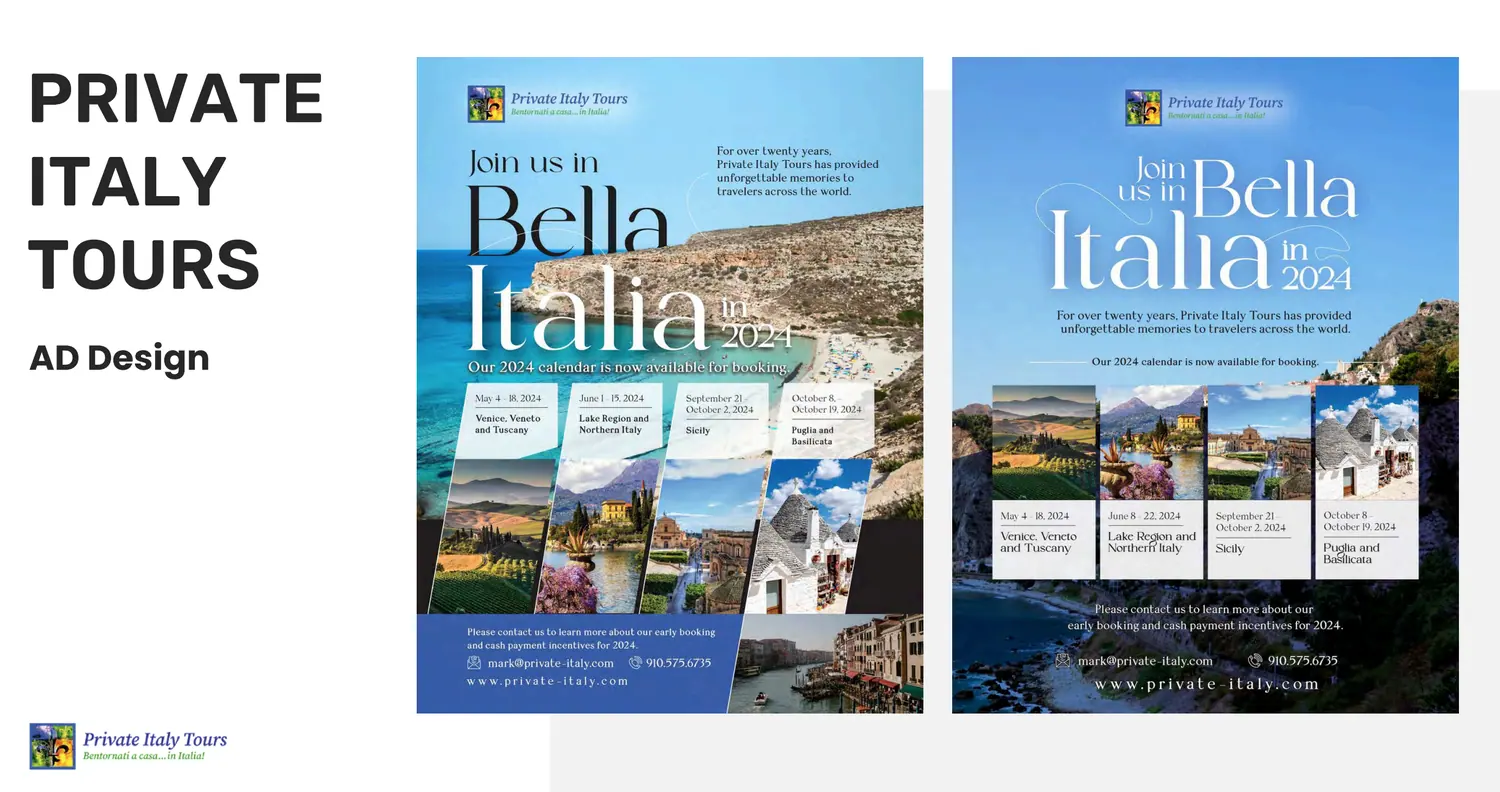 PRIVATE
ITALY
TOURS
AD Design
Private Italy Tours
Bentornati a casa...in Italia!
Private Italy Tours
Bentornati a casa...in Italia!
Join us in
Bella
Italia in
2024
For over twenty years,
Private Italy Tours has provided
unforgettable memories to
travelers across the world.
Our 2024 calendar is now available for booking.
May 4 - 18, 2024
Venice, Veneto
and Tuscany
June 1 - 15, 2024
Lake Region and
Northern Italy
September 21 -
October 2, 2024
Sicily
October 8, -
October 19, 2024
Puglia and
Basilicata
Please contact us to learn more about our early booking
and cash payment incentives for 2024.
mark@private-italy.com 910.575.6735
www.private-italy.com
Private Italy Tours
Bentornati a casa...in Italia!
Join
us in Bella
Italia in
2024
For over twenty years, Private Italy Tours has provided
unforgettable memories to travelers across the world.
Our 2024 calendar is now available for booking.
May 4 - 18, 2024
Venice, Veneto
and Tuscany
June 8 - 22, 2024
Lake Region and
Northern Italy
September 21 -
October 2, 2024
Sicily
October 8 -
October 19, 2024
Puglia and
Basilicata
Please contact us to learn more about our
early booking and cash payment incentives for 2024.
mark@private-italy.com 910.575.6735
www.private-italy.com